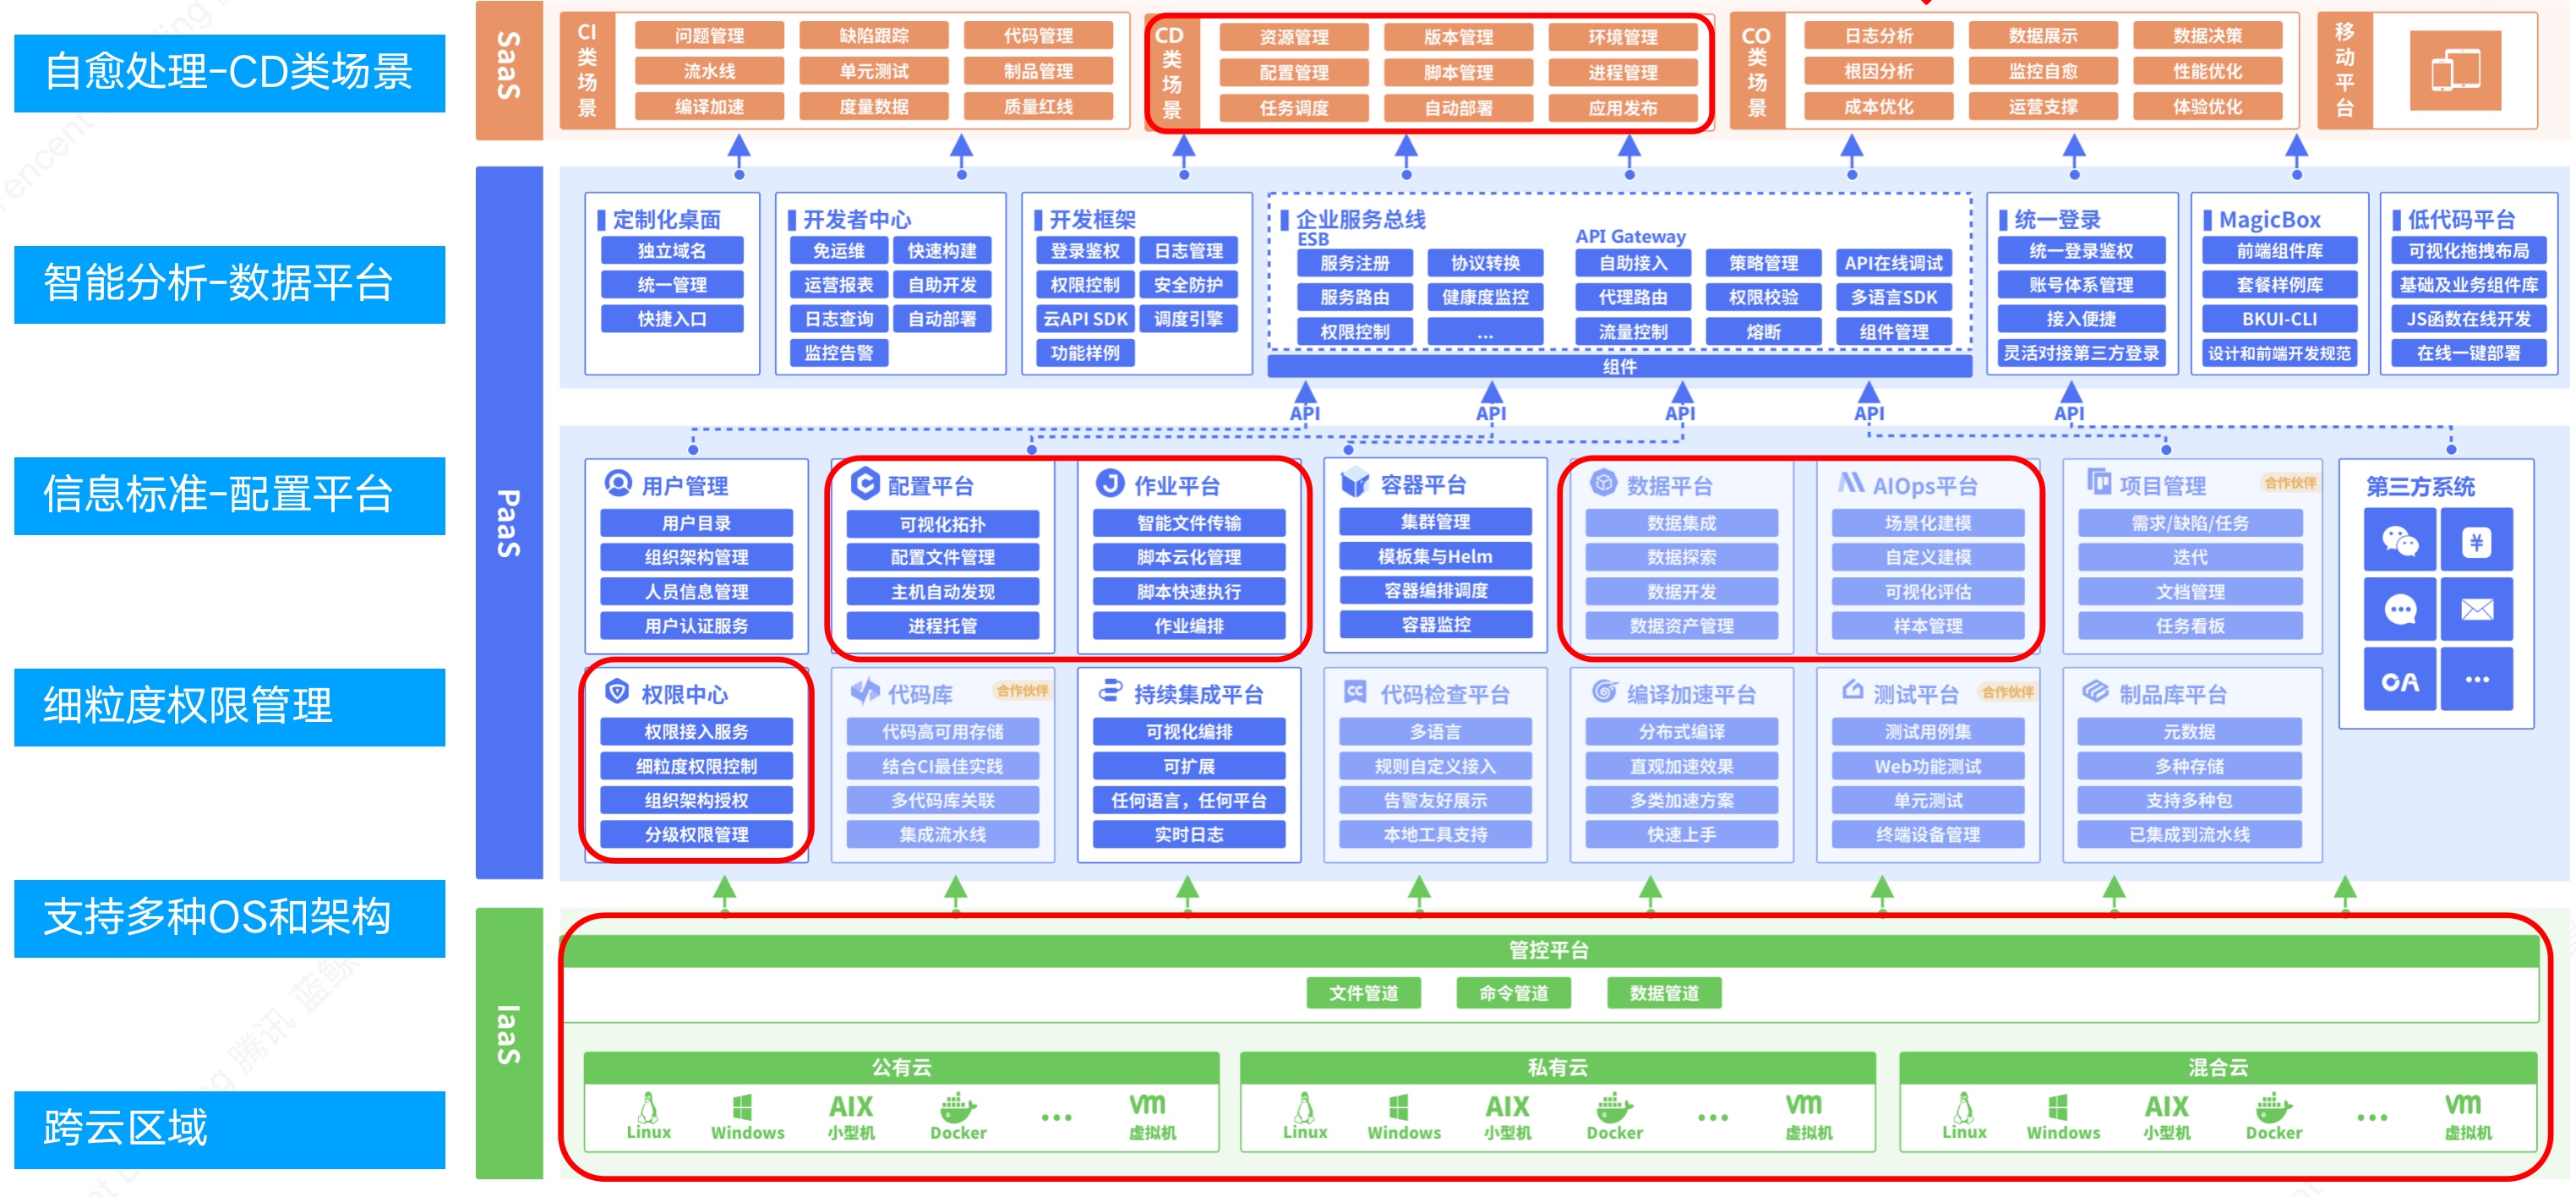 自愈处理-CD类场景
智能分析-数据平台
信息标准-配置平台
细粒度权限管理
支持多种OS和架构
跨云区域
SaaS
CI类场景
问题管理 缺陷跟踪 代码管理
流水线 单元测试 制品管理
编译加速 度量数据 质量红线
CD类场景
资源管理 版本管理 环境管理
配置管理 脚本管理 进程管理
任务调度 自动部署 应用发布
CO类场景
日志分析 数据展示 数据决策
根因分析 监控自愈 性能优化
成本优化 运营支撑 体验优化
移动平台
PaaS
定制化桌面
独立域名
统一管理
快捷入口
开发者中心
免运维 快速构建
运营报表 自助开发
日志查询 自动部署
监控告警
开发框架
登录鉴权 日志管理
权限控制 安全防护
云API SDK 调度引擎
功能样例
企业服务总线
ESB
服务注册 协议转换
服务路由 健康度监控
权限控制 ...
API Gateway
自助接入 策略管理 API在线调试
代理路由 权限校验 多语言SDK
流量控制 熔断 组件管理
组件
统一登录
统一登录鉴权
账号体系管理
接入便捷
灵活对接第三方登录
MagicBox
前端组件库
套餐样例库
BKUI-CLI
设计和前端开发规范
低代码平台
可视化拖拽布局
基础及业务组件库
JS函数在线开发
在线一键部署
API API API API API
用户管理
用户目录
组织架构管理
人员信息管理
用户认证服务
配置平台
可视化拓扑
配置文件管理
主机自动发现
进程托管
作业平台
智能文件传输
脚本云化管理
脚本快速执行
作业编排
容器平台
集群管理
模板集与Helm
容器编排调度
容器监控
数据平台
数据集成
数据探索
数据开发
数据资产管理
AIOps平台
场景化建模
自定义建模
可视化评估
样本管理
项目管理 合作伙伴
需求/缺陷/任务
迭代
文档管理
任务看板
第三方系统
OA ...
权限中心
权限接入服务
细粒度权限控制
组织架构授权
分级权限管理
代码库 合作伙伴
代码高可用存储
结合CI最佳实践
多代码库关联
集成流水线
持续集成平台
可视化编排
可扩展
任何语言，任何平台
实时日志
代码检查平台
多语言
规则自定义接入
告警友好展示
本地工具支持
编译加速平台
分布式编译
直观加速效果
多类加速方案
快速上手
测试平台 合作伙伴
测试用例集
Web功能测试
单元测试
终端设备管理
制品库平台
元数据
多种存储
支持多种包
已集成到流水线
IaaS
管控平台
文件管道 命令管道 数据管道
公有云
Linux Windows AIX 小型机 Docker ... vm 虚拟机
私有云
Linux Windows AIX 小型机 Docker ... vm 虚拟机
混合云
Linux Windows AIX 小型机 Docker ... vm 虚拟机
腾讯 蓝鲸